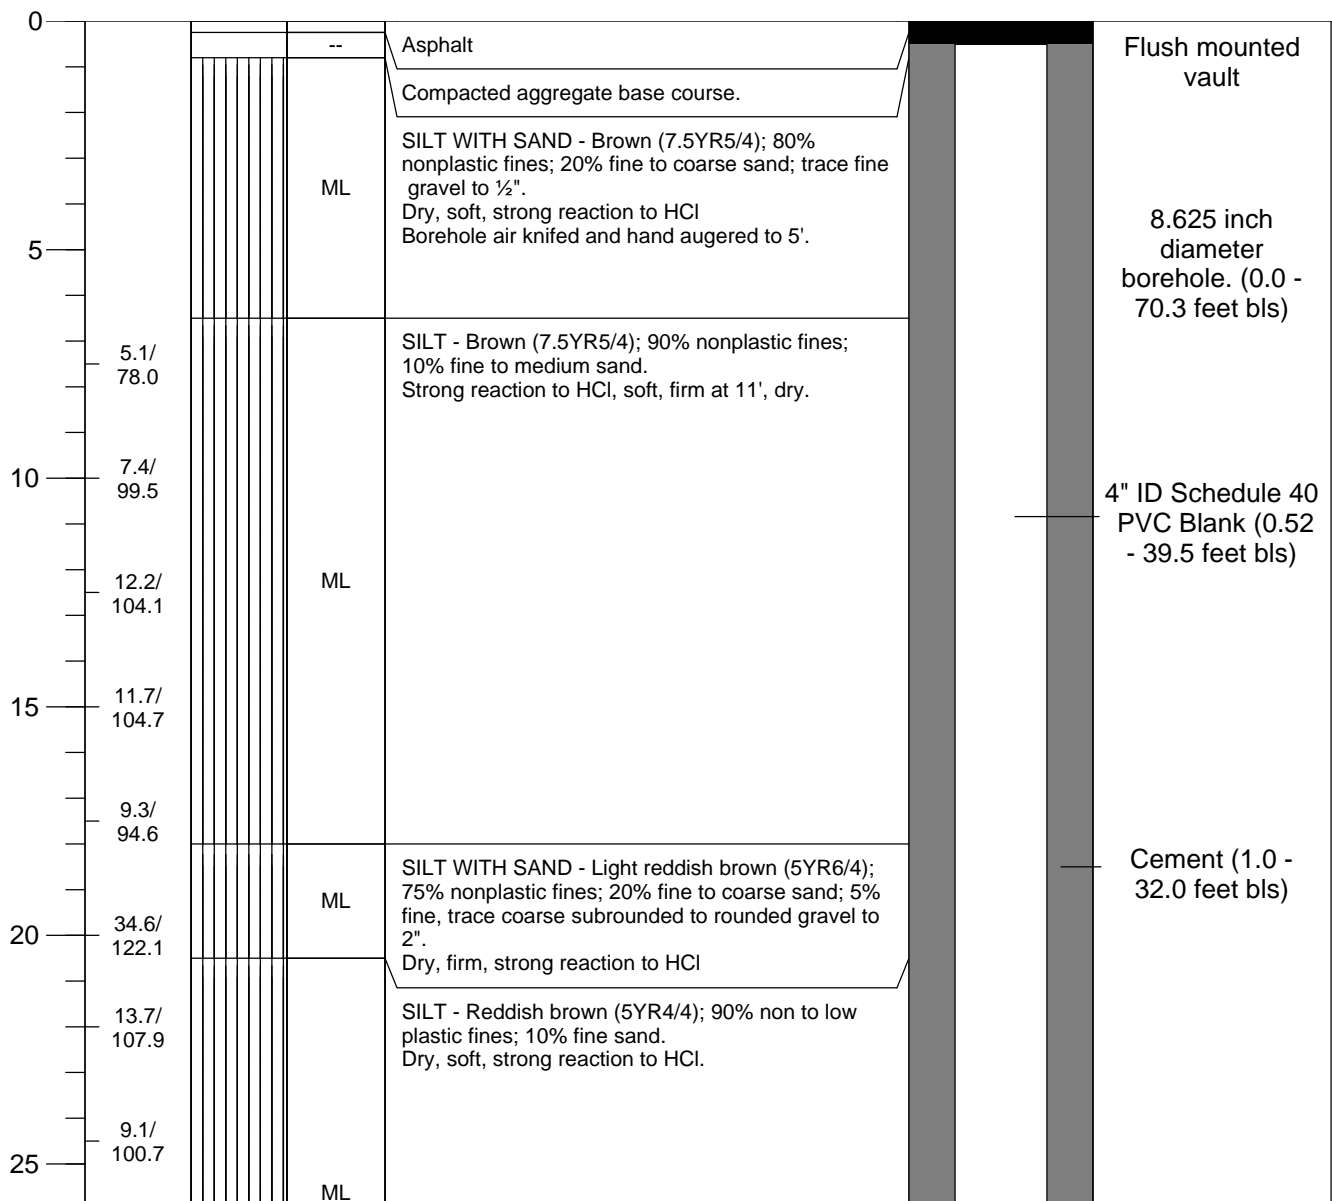 0
--
Asphalt
Flush mounted
vault
Compacted aggregate base course.
SILT WITH SAND - Brown (7.5YR5/4); 80%
nonplastic fines; 20% fine to coarse sand; trace fine
gravel to ½".
Dry, soft, strong reaction to HCl
Borehole air knifed and hand augered to 5'.
ML
8.625 inch
diameter
borehole. (0.0 -
70.3 feet bls)
5
SILT - Brown (7.5YR5/4); 90% nonplastic fines;
10% fine to medium sand.
Strong reaction to HCl, soft, firm at 11', dry.
5.1/
78.0
7.4/
99.5
10
4" ID Schedule 40
PVC Blank (0.52
- 39.5 feet bls)
12.2/
104.1
ML
11.7/
104.7
15
9.3/
94.6
SILT WITH SAND - Light reddish brown (5YR6/4);
75% nonplastic fines; 20% fine to coarse sand; 5%
fine, trace coarse subrounded to rounded gravel to
2".
Dry, firm, strong reaction to HCl
ML
Cement (1.0 -
32.0 feet bls)
34.6/
122.1
20
SILT - Reddish brown (5YR4/4); 90% non to low
plastic fines; 10% fine sand.
Dry, soft, strong reaction to HCl.
13.7/
107.9
9.1/
100.7
25
ML